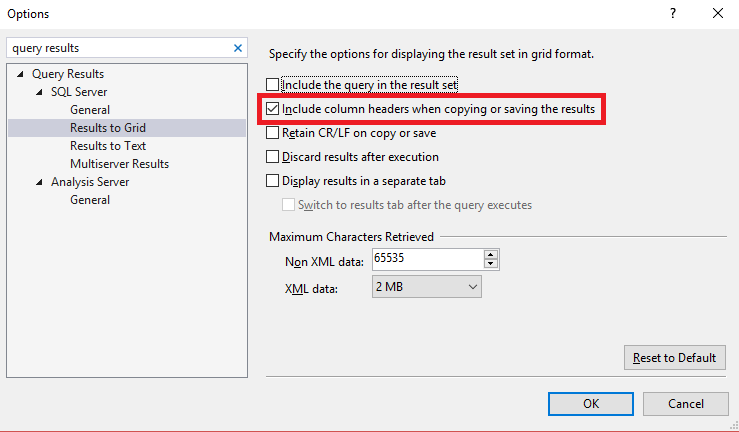 Options
query results
Query Results
SQL Server
General
Results to Grid
Results to Text
Multiserver Results
Analysis Server
General
Specify the options for displaying the result set in grid format.
Include the query in the result set
Include column headers when copying or saving the results
Retain CR/LF on copy or save
Discard results after execution
Display results in a separate tab
Switch to results tab after the query executes
Maximum Characters Retrieved
Non XML data: 65535
XML data: 2 MB
Reset to Default
OK Cancel